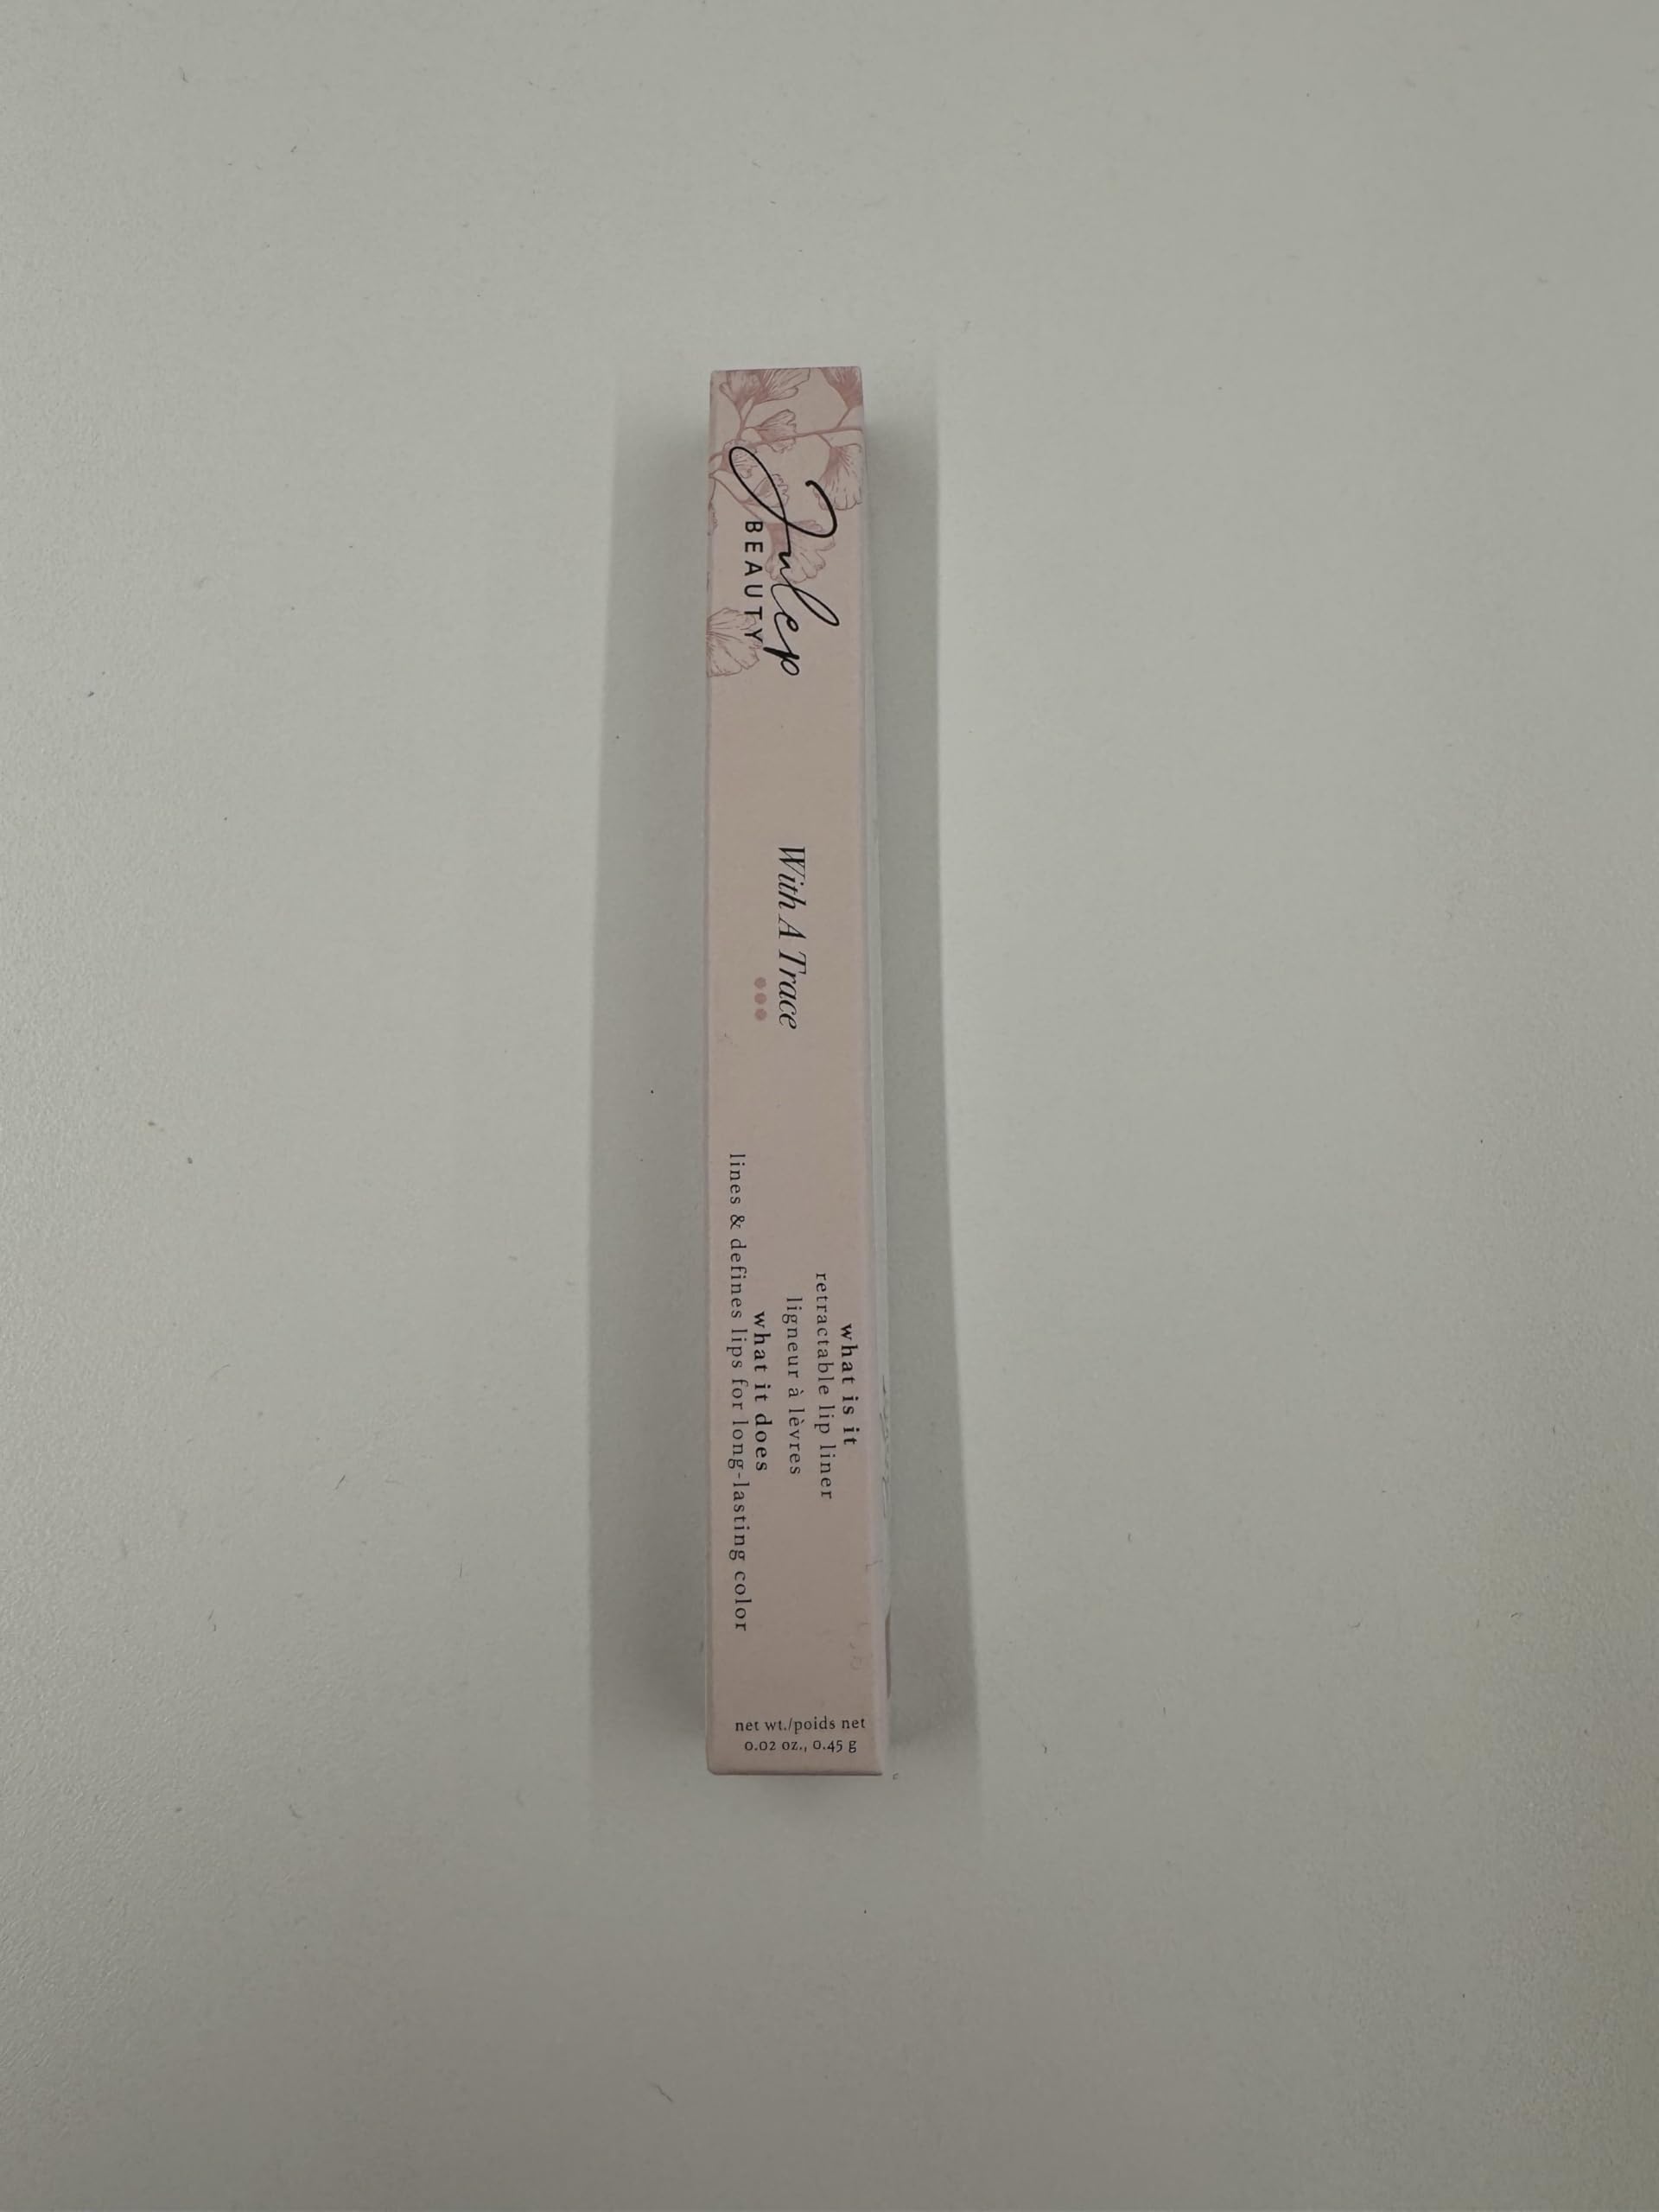 Julep
BEAUTY
With A Trace
what is it
retractable lip liner
ligneur à lèvres
what it does
lines & defines lips for long-lasting color
net wt./poids net
0.02 oz., 0.45 g